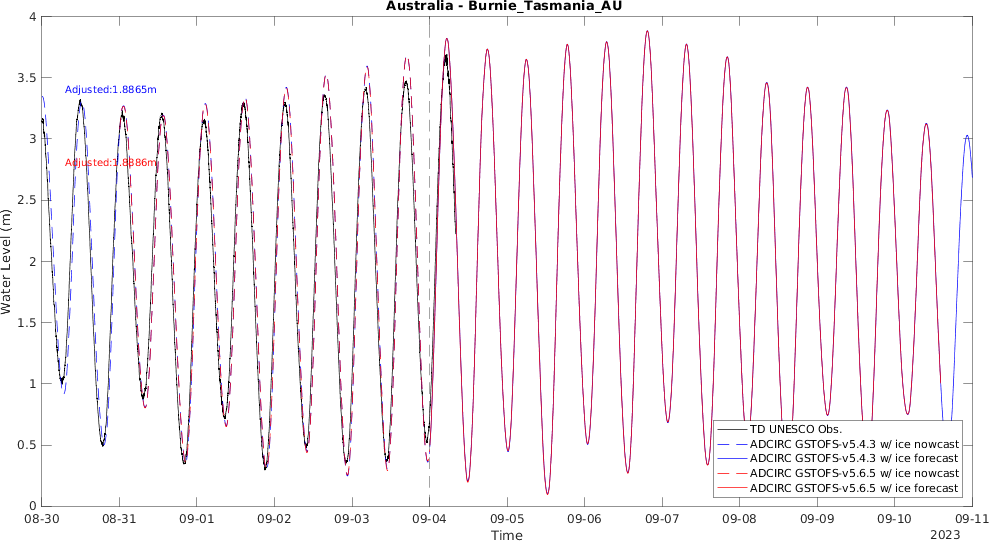 Australia - Burnie_Tasmania_AU
4
3.5
3
2.5
2
1.5
1
0.5
0
Water Level (m)
Adjusted:1.8865m
Adjusted:1.8886m
TD UNESCO Obs.
ADCIRC GSTOFS-v5.4.3 w/ ice nowcast
ADCIRC GSTOFS-v5.4.3 w/ ice forecast
ADCIRC GSTOFS-v5.6.5 w/ ice nowcast
ADCIRC GSTOFS-v5.6.5 w/ ice forecast
08-30 08-31 09-01 09-02 09-03 09-04 09-05 09-06 09-07 09-08 09-09 09-10 09-11
Time
2023